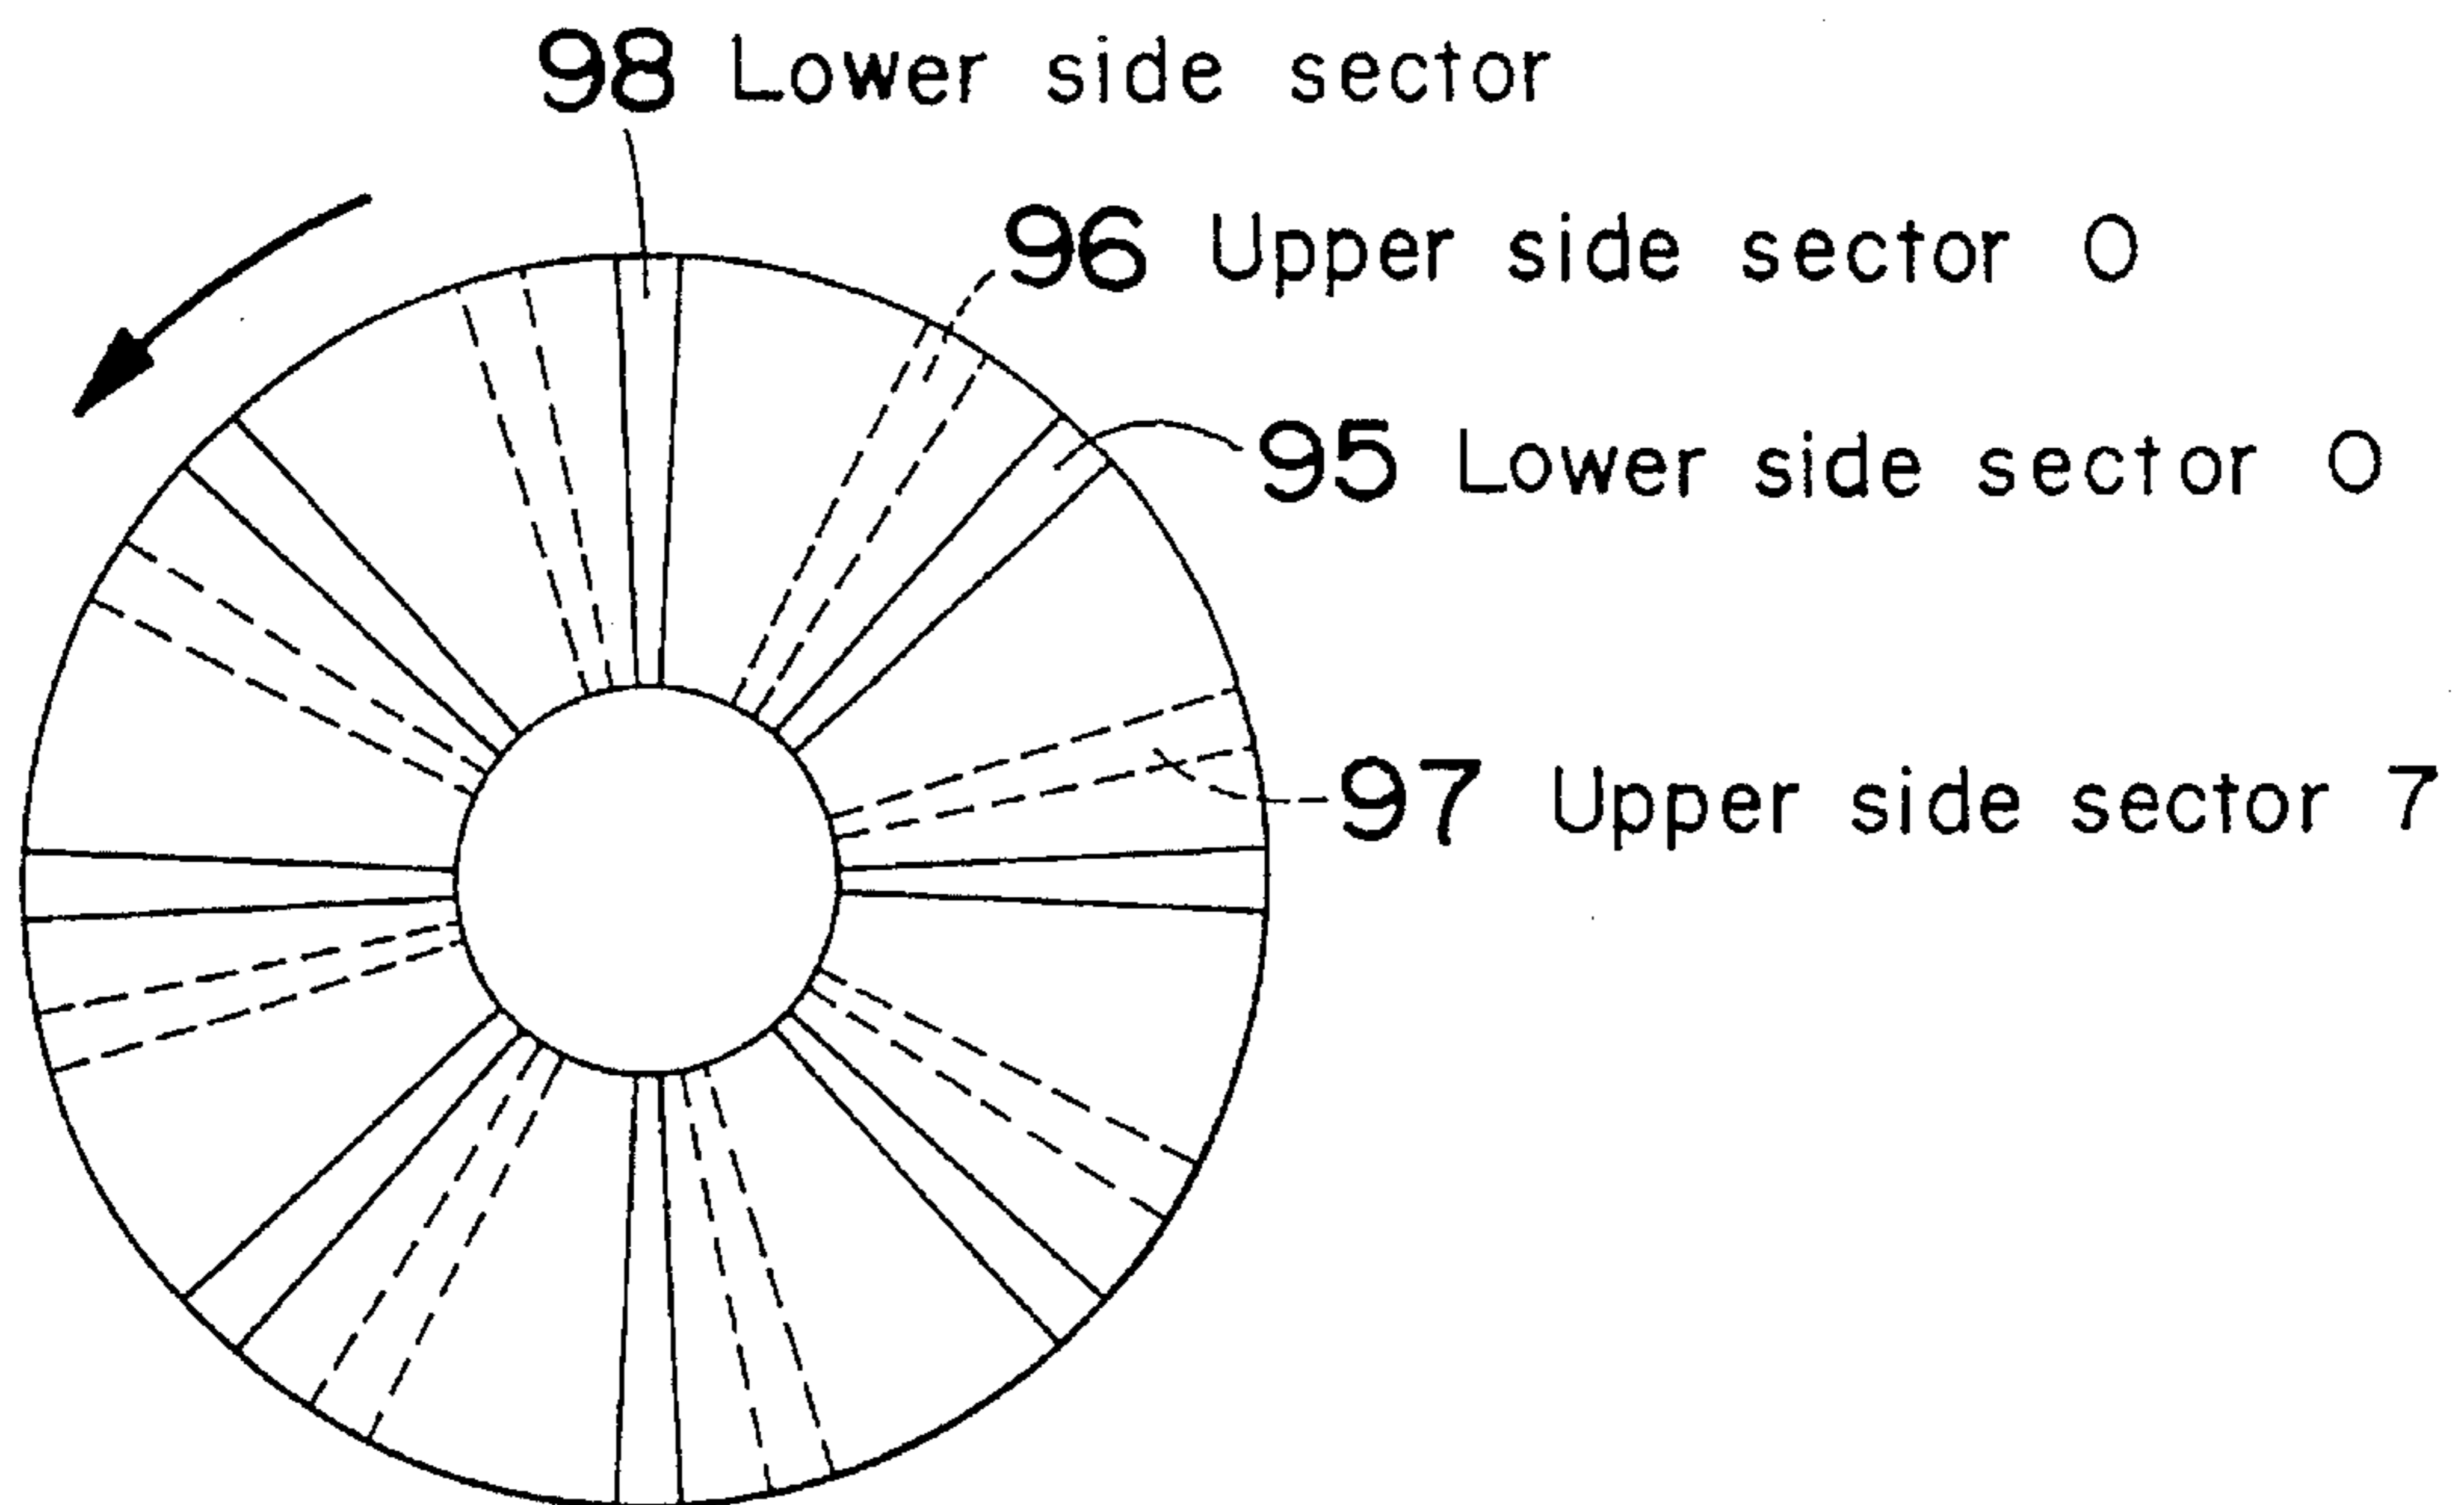 98 Lower side sector
96 Upper side sector 0
95 Lower side sector 0
97 Upper side sector 7